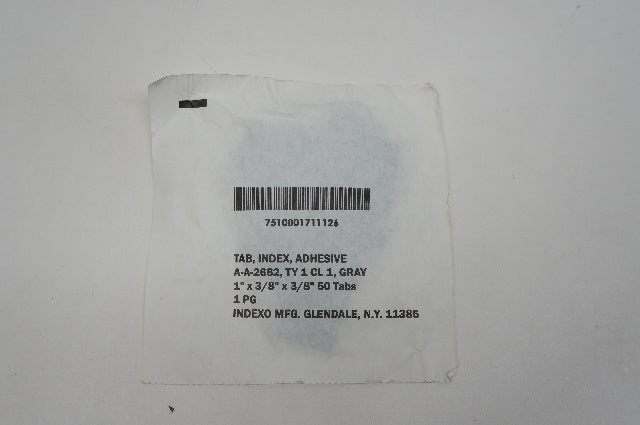 7510001711126
TAB, INDEX, ADHESIVE
A-A-2682, TY 1 CL 1, GRAY
1" x 3/8" x 3/8" 50 Tabs
1 PG
INDEXO MFG. GLENDALE, N.Y. 11385